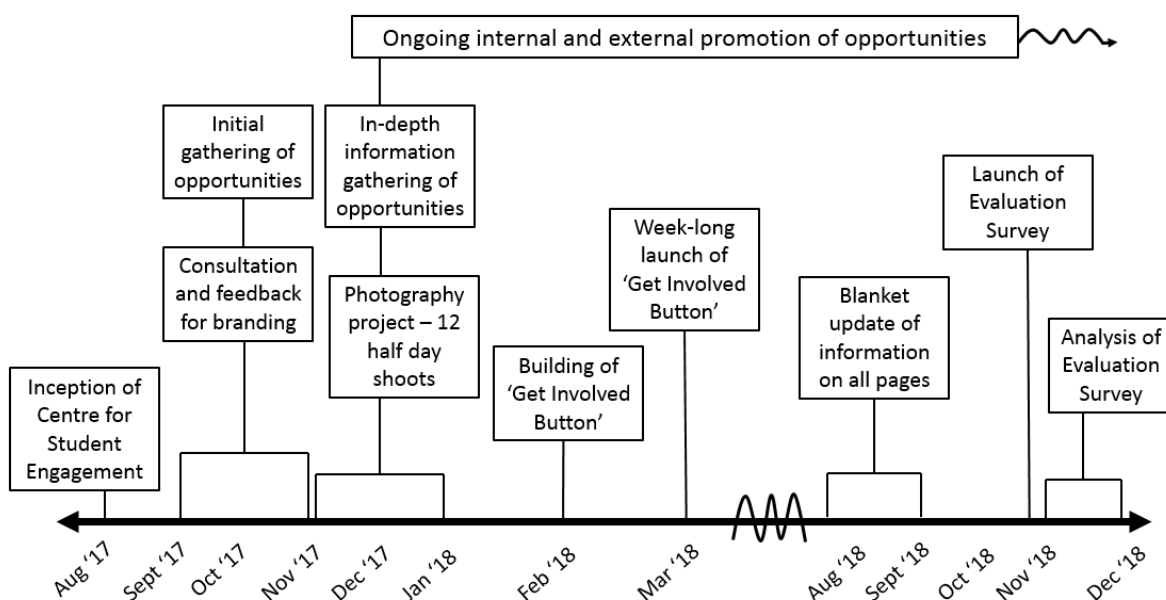 Ongoing internal and external promotion of opportunities
Initial
gathering of
opportunities
In-depth
information
gathering of
opportunities
Launch of
Evaluation
Survey
Week-long
launch of
‘Get Involved
Button’
Consultation
and feedback
for branding
Photography
project – 12
half day
shoots
Blanket
update of
information
on all pages
Analysis of
Evaluation
Survey
Building of
‘Get Involved
Button’
Inception of
Centre for
Student
Engagement
Aug ‘17
Sept ‘17
Oct ‘17
Nov ‘17
Dec ‘17
Jan ‘18
Feb ‘18
Mar ‘18
Aug ‘18
Sept ‘18
Oct ‘18
Nov ‘18
Dec ‘18